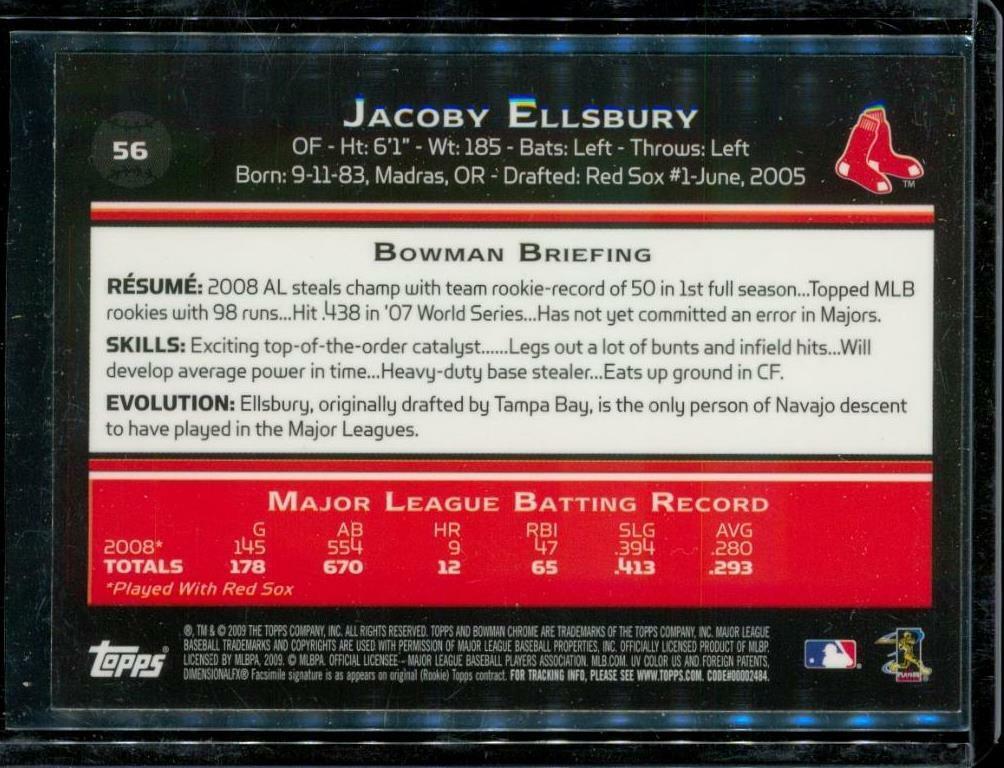 56
JACOBY ELLSBURY
OF - Ht: 6'1" - Wt: 185 - Bats: Left - Throws: Left
Born: 9-11-83, Madras, OR - Drafted: Red Sox #1-June, 2005
TM
BOWMAN BRIEFING
RÉSUMÉ: 2008 AL steals champ with team rookie-record of 50 in 1st full season...Topped MLB
rookies with 98 runs...Hit .438 in '07 World Series...Has not yet committed an error in Majors.
SKILLS: Exciting top-of-the-order catalyst......Legs out a lot of bunts and infield hits...Will
develop average power in time...Heavy-duty base stealer...Eats up ground in CF.
EVOLUTION: Ellsbury, originally drafted by Tampa Bay, is the only person of Navajo descent
to have played in the Major Leagues.
MAJOR LEAGUE BATTING RECORD
G AB HR RBI SLG AVG
2008* 145 554 9 47 .394 .280
TOTALS 178 670 12 65 .413 .293
*Played With Red Sox
topps®
®, TM & © 2009 THE TOPPS COMPANY, INC. ALL RIGHTS RESERVED. TOPPS AND BOWMAN CHROME ARE TRADEMARKS OF THE TOPPS COMPANY, INC. MAJOR LEAGUE
BASEBALL TRADEMARKS AND COPYRIGHTS ARE USED WITH PERMISSION OF MAJOR LEAGUE BASEBALL PROPERTIES, INC. OFFICIALLY LICENSED PRODUCT OF MLBP.
LICENSED BY MLBPA, 2009. © MLBPA. OFFICIAL LICENSEE - MAJOR LEAGUE BASEBALL PLAYERS ASSOCIATION. MLB.COM. UV COLOR US AND FOREIGN PATENTS,
DIMENSIONALFX® Facsimile signature is as appears on original (Rookie) Topps contract. FOR TRACKING INFO, PLEASE SEE WWW.TOPPS.COM. CODE#00002484.